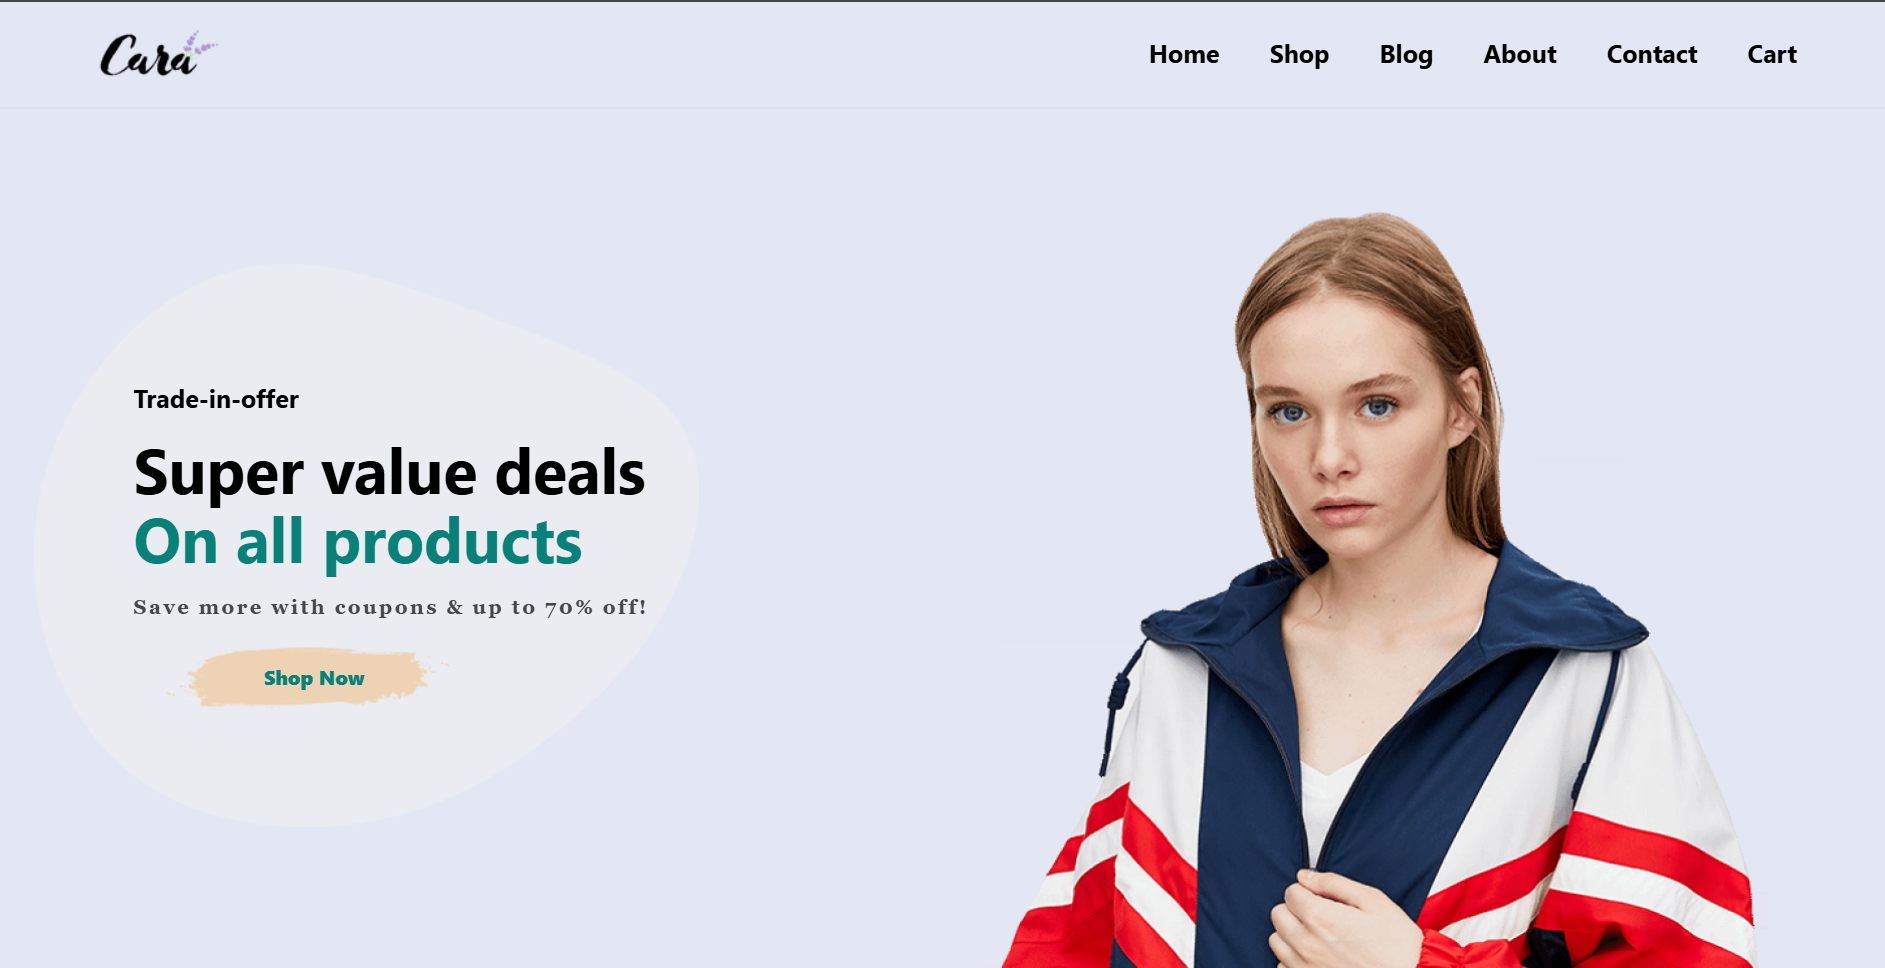 Cara
Home Shop Blog About Contact Cart
Trade-in-offer
Super value deals
On all products
Save more with coupons & up to 70% off!
Shop Now